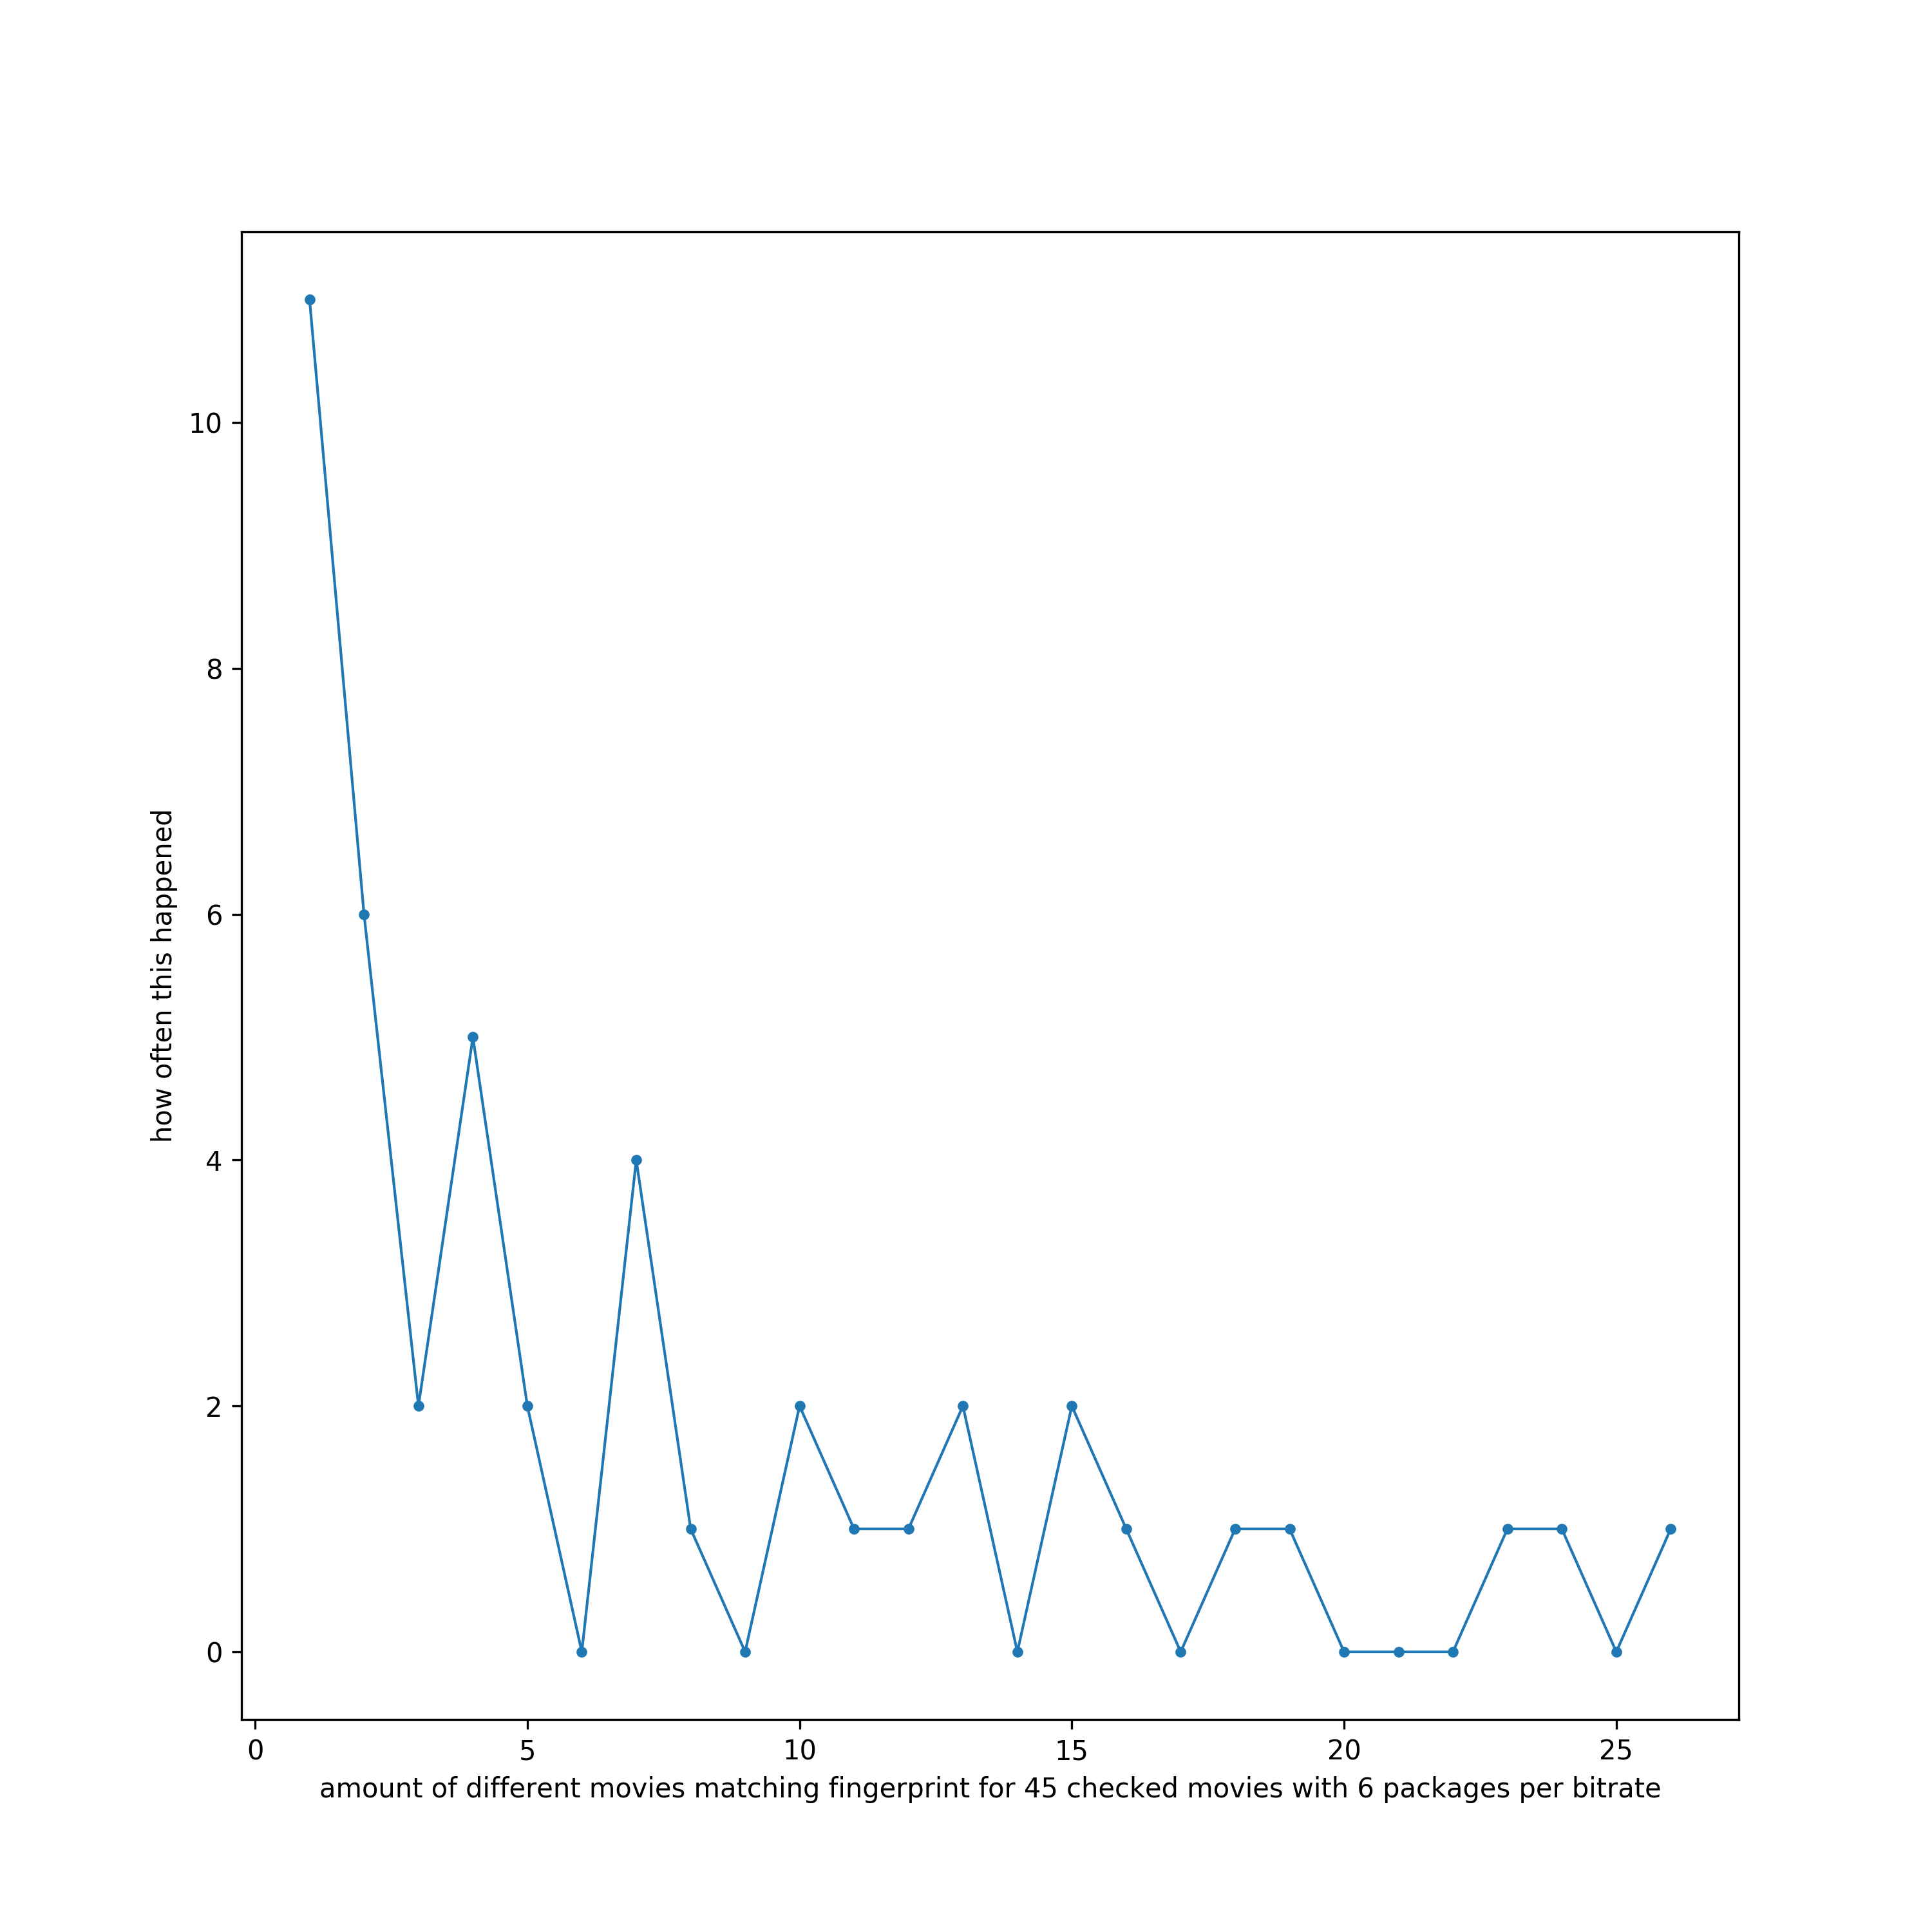 10
8
6
4
2
0
how often this happened
0 5 10 15 20 25
amount of different movies matching fingerprint for 45 checked movies with 6 packages per bitrate